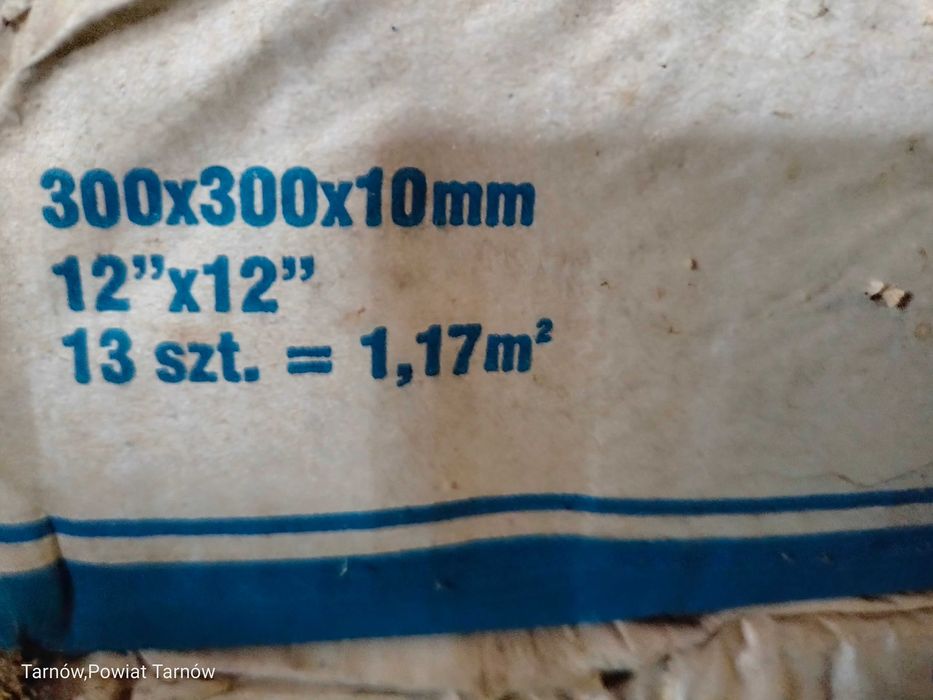 300x300x10mm
12”x12”
13 szt. = 1,17m²
Tarnów,Powiat Tarnów